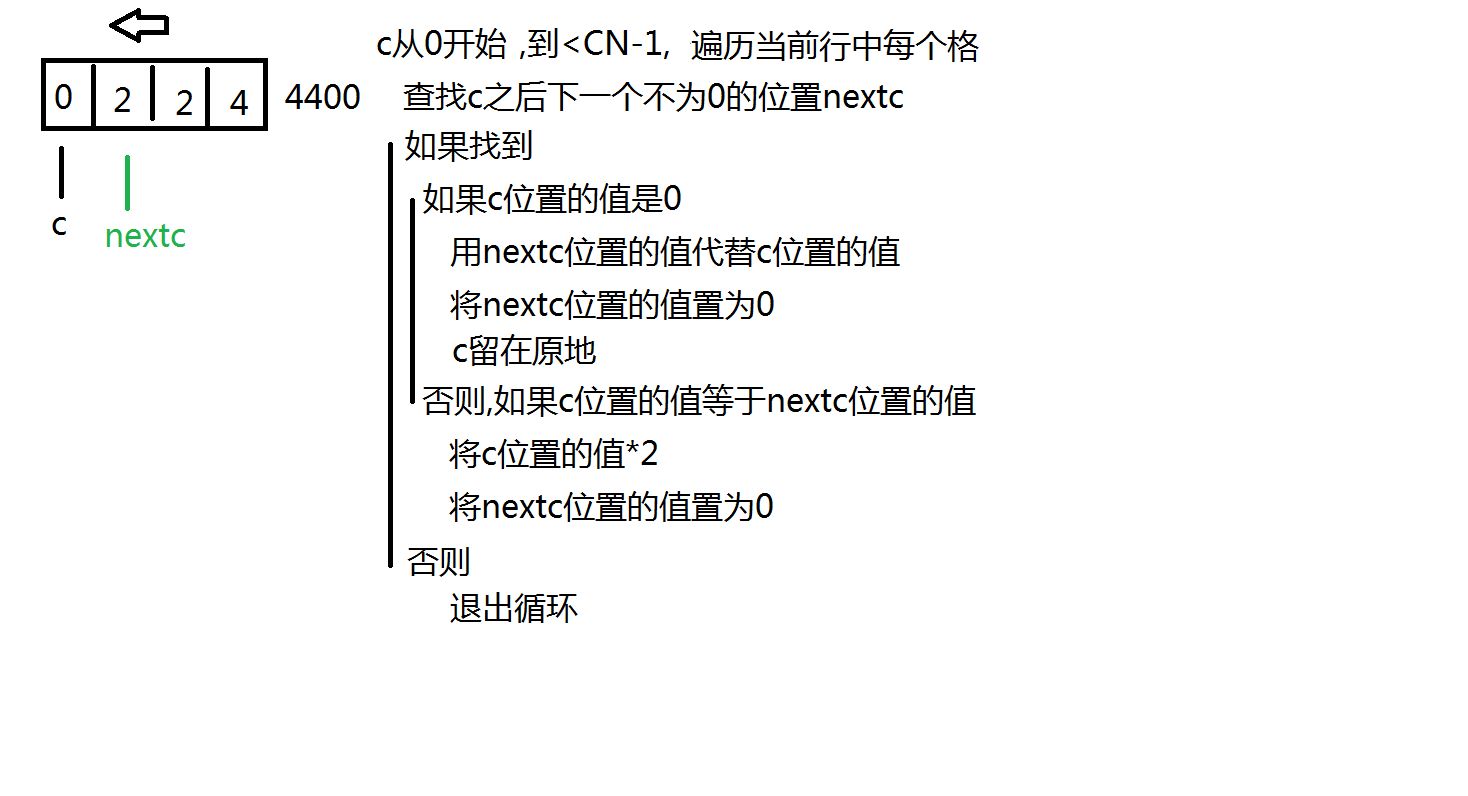 c从0开始 ,到<CN-1, 遍历当前行中每个格
0 2 2 4 4400
查找c之后下一个不为0的位置nextc
如果找到
如果c位置的值是0
c
nextc
用nextc位置的值代替c位置的值
将nextc位置的值置为0
c留在原地
否则,如果c位置的值等于nextc位置的值
将c位置的值*2
将nextc位置的值置为0
否则
退出循环